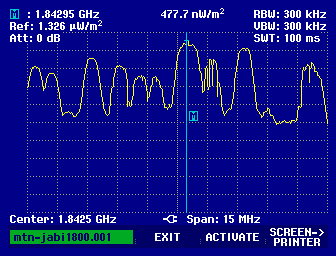 M : 1.84295 GHz 477.7 nW/m² RBW: 300 kHz
Ref: 1.326 µW/m² VBW: 300 kHz
Att: 0 dB SWT: 100 ms
M
Center: 1.8425 GHz Span: 15 MHz
mtn-jabi1800.001 EXIT ACTIVATE SCREEN-> PRINTER